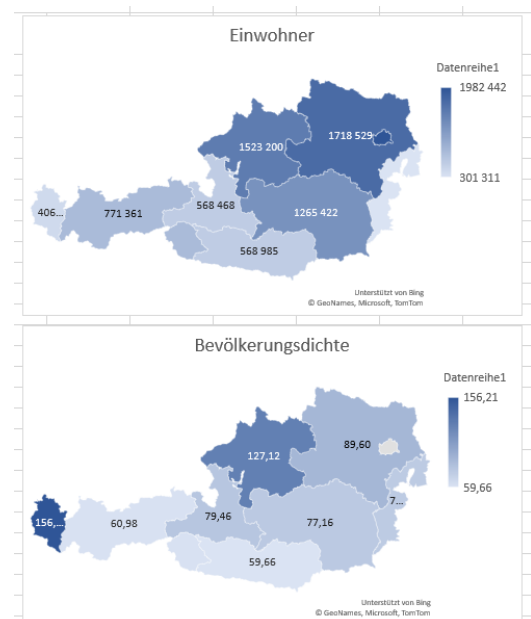 Einwohner
Datenreihe1
1982 442
1718 529
1523 200
301 311
406...
771 361
568 468
1265 422
568 985
Unterstützt von Bing
© GeoNames, Microsoft, TomTom
Bevölkerungsdichte
Datenreihe1
156,21
89,60
127,12
59,66
7...
156,...
60,98
79,46
77,16
59,66
Unterstützt von Bing
© GeoNames, Microsoft, TomTom